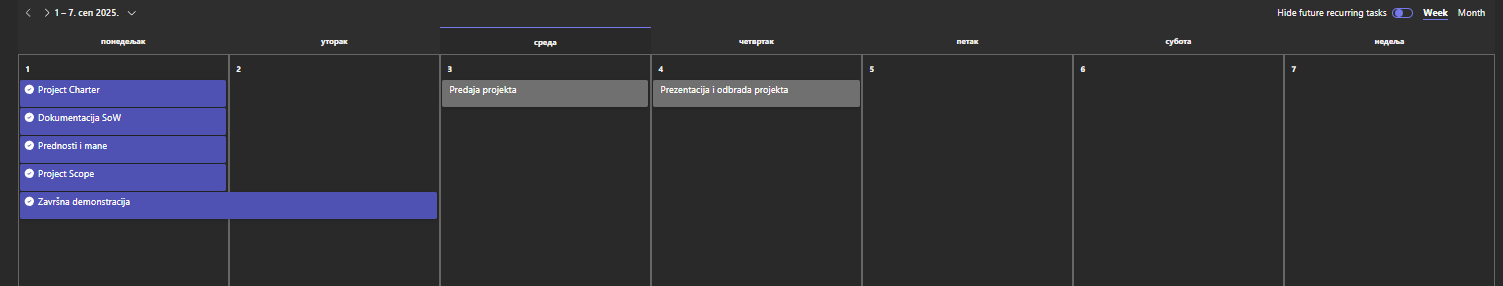 1 – 7. сеп 2025.
Hide future recurring tasks
Week
Month
понедељак
уторак
среда
четвртак
петак
субота
недеља
1
2
3
4
5
6
7
Project Charter
Predaja projekta
Prezentacija i odbrada projekta
Dokumentacija SoW
Prednosti i mane
Project Scope
Završna demonstracija